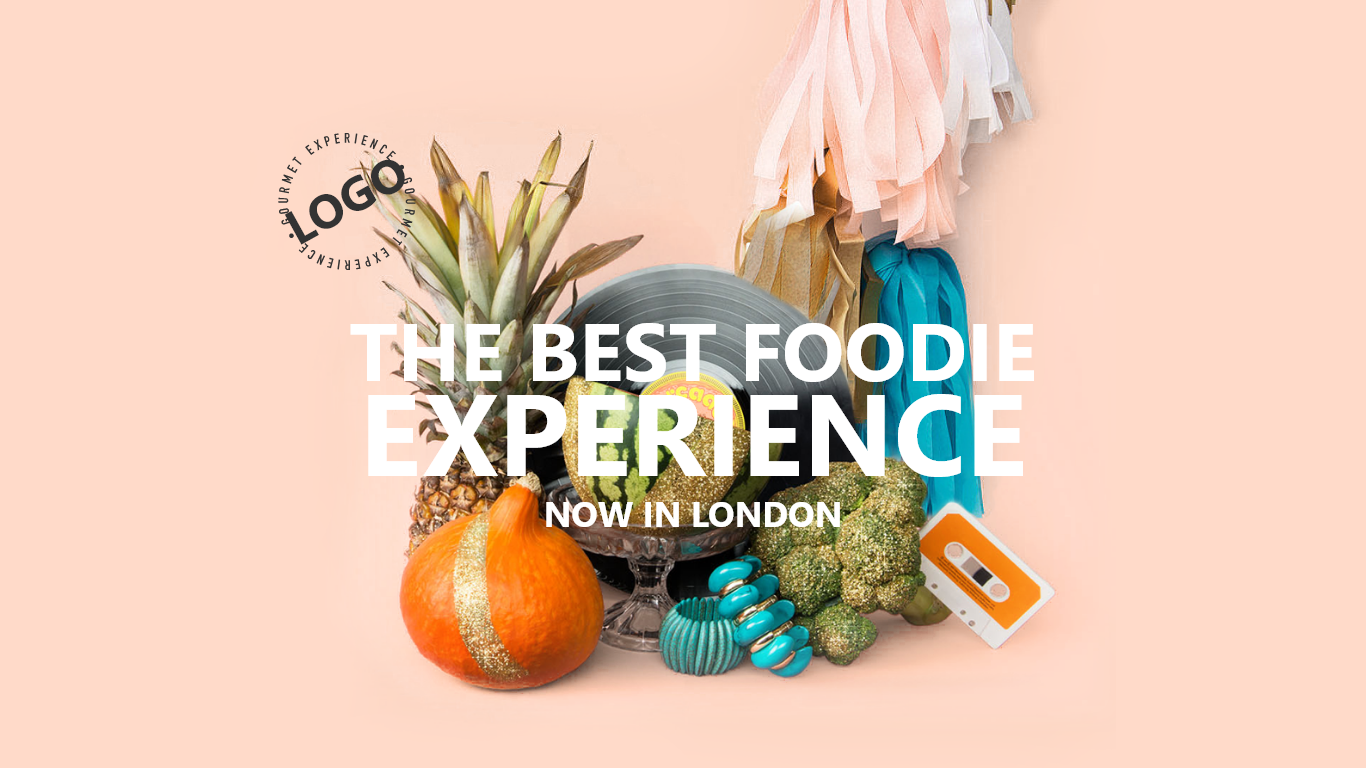 GOURMET EXPERIENCE · GOURMET EXPERIENCE ·
LOGO
THE BEST FOODIE
EXPERIENCE
NOW IN LONDON